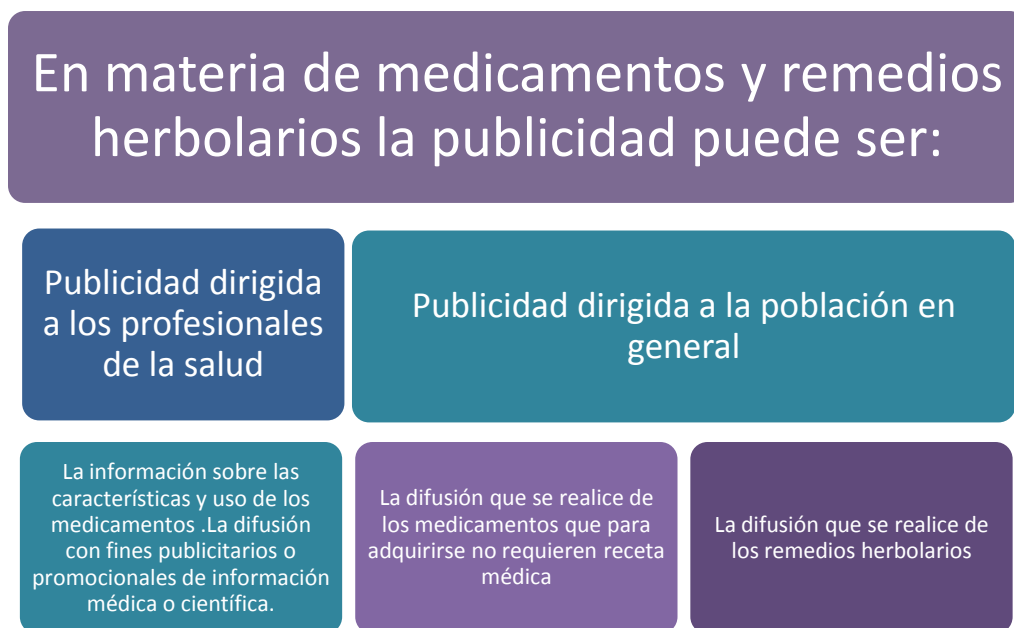 En materia de medicamentos y remedios
herbolarios la publicidad puede ser:
Publicidad dirigida
a los profesionales
de la salud
Publicidad dirigida a la población en
general
La información sobre las
características y uso de los
medicamentos .La difusión
con fines publicitarios o
promocionales de información
médica o científica.
La difusión que se realice de
los medicamentos que para
adquirirse no requieren receta
médica
La difusión que se realice de
los remedios herbolarios